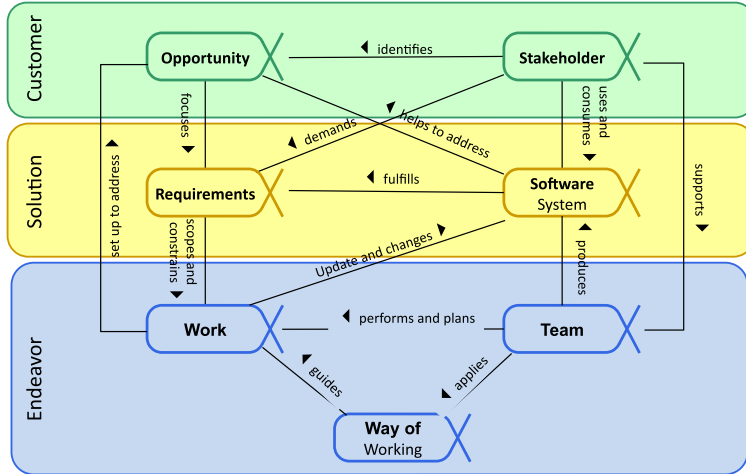 Customer
Opportunity
identifies
Stakeholder
focuses
uses and
consumes
demands
helps to address
Solution
set up to address
Requirements
fulfills
Software
System
supports
scopes and
constrains
Update and changes
produces
Endeavor
Work
performs and plans
Team
guides
applies
Way of
Working